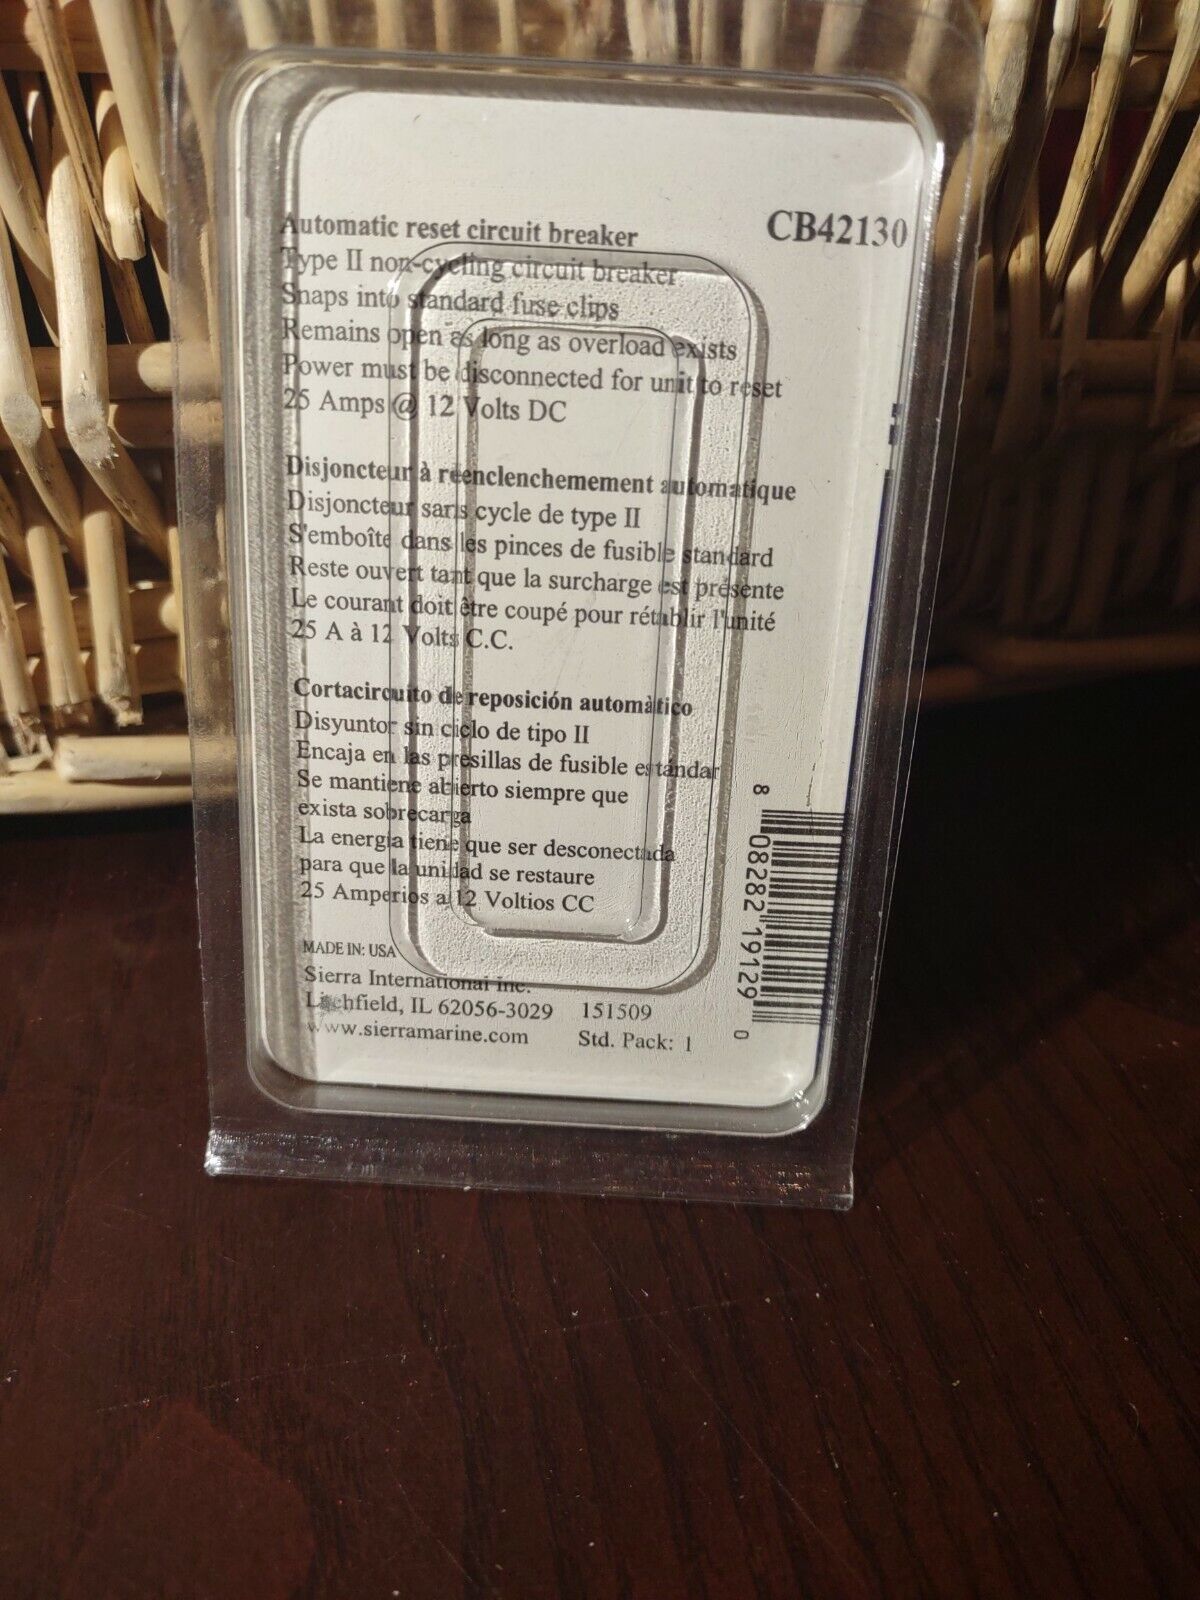 Automatic reset circuit breaker CB42130
Type II non-cycling circuit breaker
Snaps into standard fuse clips
Remains open as long as overload exists
Power must be disconnected for unit to reset
25 Amps @ 12 Volts DC
Disjoncteur à réenclenchemement automatique
Disjoncteur sans cycle de type II
S'emboîte dans les pinces de fusible standard
Reste ouvert tant que la surcharge est présente
Le courant doit être coupé pour rétablir l'unité
25 A à 12 Volts C.C.
Cortacircuito de reposición automàtico
Disyuntor sin ciclo de tipo II
Encaja en las presillas de fusible estándar
Se mantiene abierto siempre que
exista sobrecarga
La energia tiene que ser desconectada
para que la unidad se restaure
25 Amperios a 12 Voltios CC
MADE IN: USA
Sierra International Inc.
Litchfield, IL 62056-3029 151509
www.sierramarine.com Std. Pack: 1
8 08282 19129 0